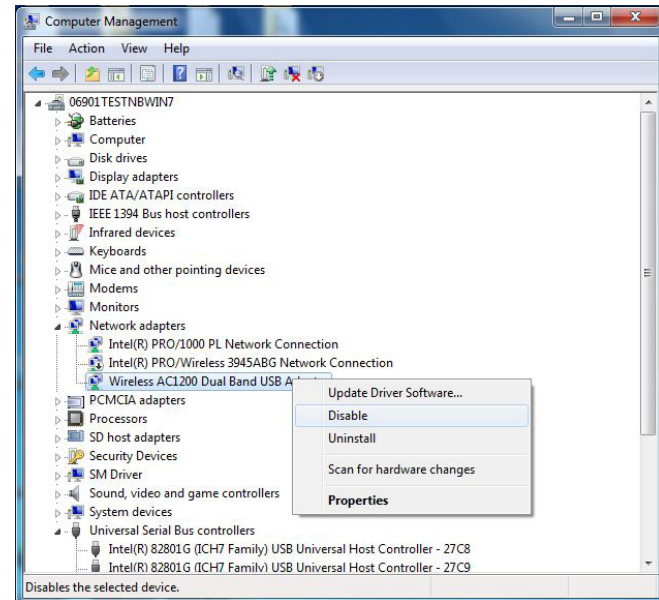 Computer Management
File Action View Help
06901TESTNBWIN7
Batteries
Computer
Disk drives
Display adapters
IDE ATA/ATAPI controllers
IEEE 1394 Bus host controllers
Infrared devices
Keyboards
Mice and other pointing devices
Modems
Monitors
Network adapters
Intel(R) PRO/1000 PL Network Connection
Intel(R) PRO/Wireless 3945ABG Network Connection
Wireless AC1200 Dual Band USB
PCMCIA adapters
Processors
SD host adapters
Security Devices
SM Driver
Sound, video and game controllers
System devices
Universal Serial Bus controllers
Intel(R) 82801G (ICH7 Family) USB Universal Host Controller - 27C8
Intel(R) 82801G (ICH7 Family) USB Universal Host Controller - 27C9
Update Driver Software...
Disable
Uninstall
Scan for hardware changes
Properties
Disables the selected device.